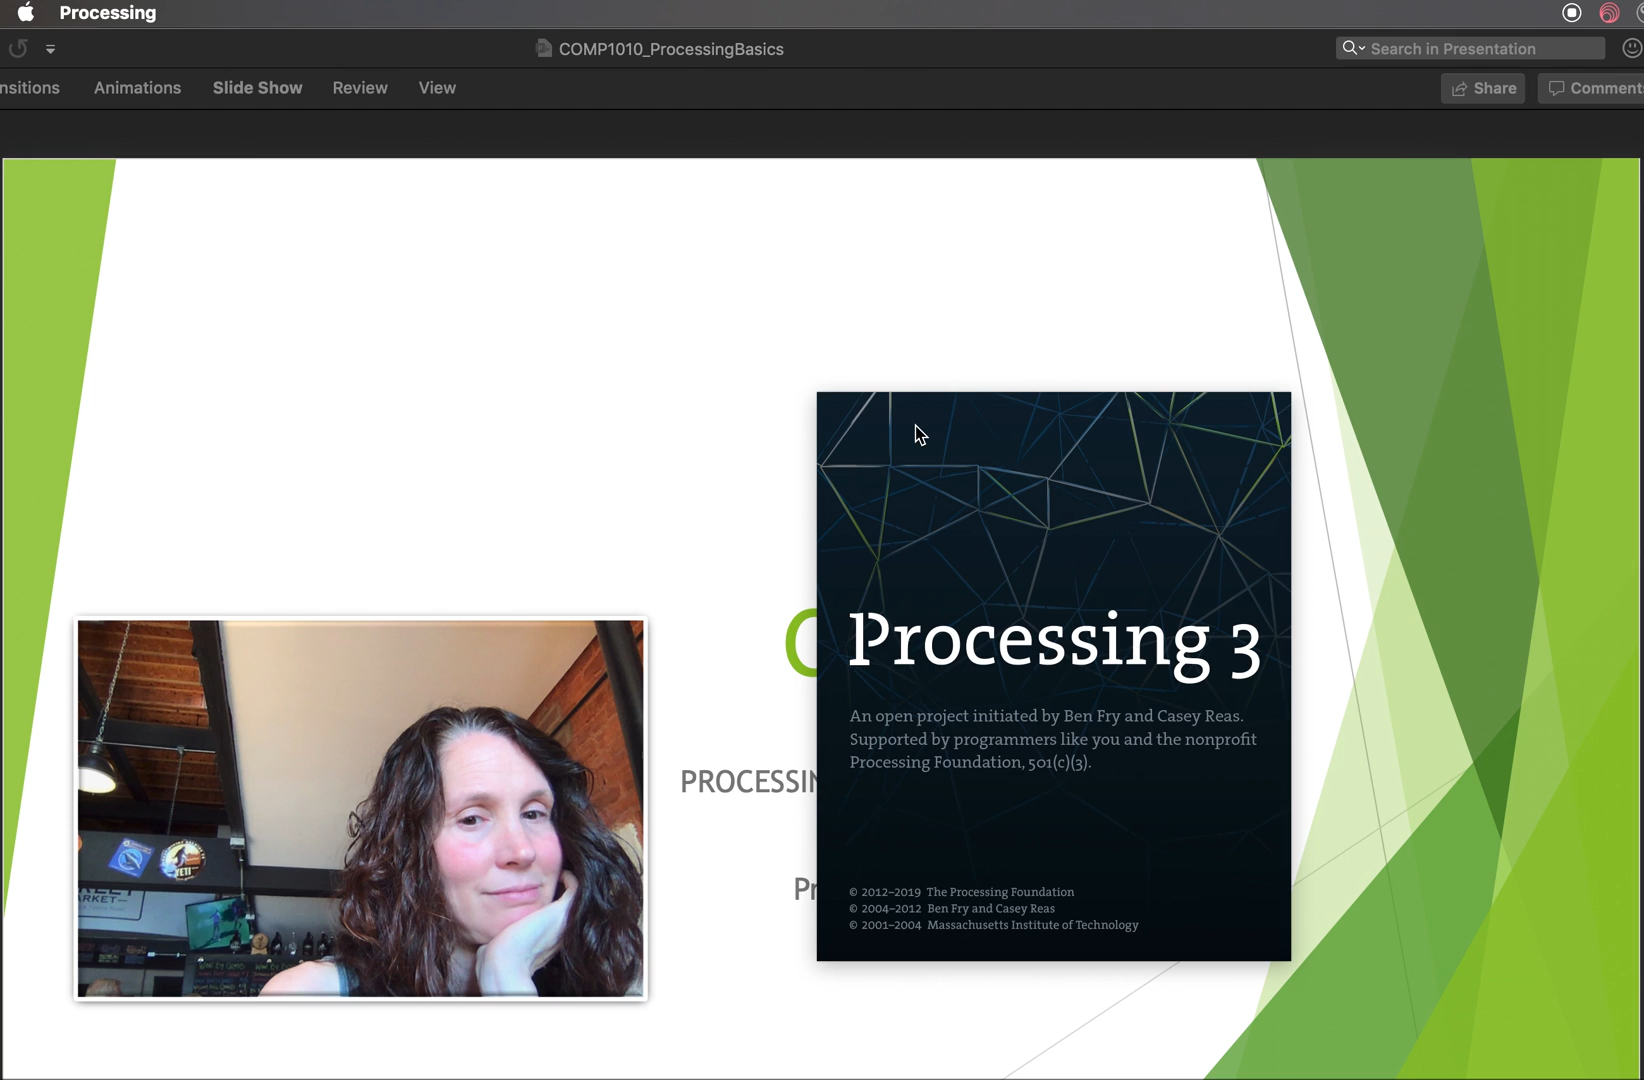 Processing
COMP1010_ProcessingBasics
Search in Presentation
nsitions
Animations
Slide Show
Review
View
Share
Comment
C
PROCESSIN
Pr
Processing 3
An open project initiated by Ben Fry and Casey Reas.
Supported by programmers like you and the nonprofit
Processing Foundation, 501(c)(3).
© 2012–2019 The Processing Foundation
© 2004–2012 Ben Fry and Casey Reas
© 2001–2004 Massachusetts Institute of Technology
YETI
ARKET